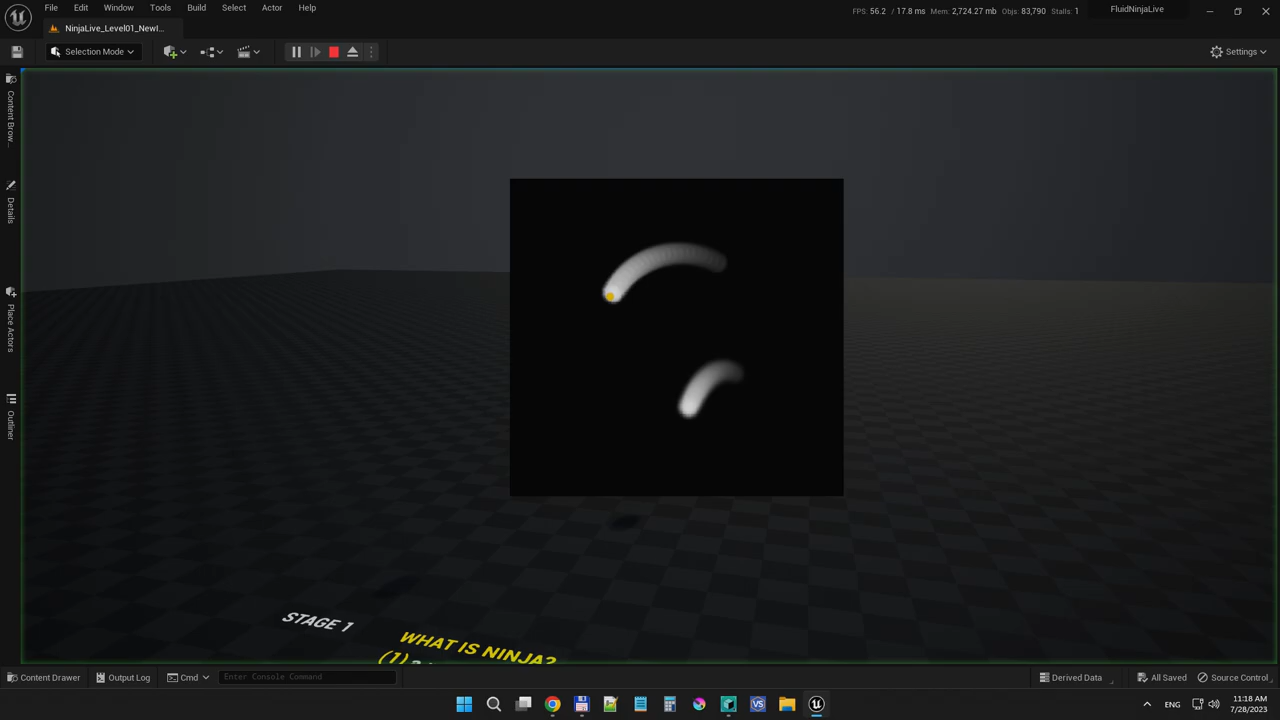 File Edit Window Tools Build Select Actor Help
FPS: 56.2 / 17.8 ms Mem: 2,724.27 mb Objs: 83,790 Stalls: 1
FluidNinjaLive
NinjaLive_Level01_NewI...
Selection Mode
Settings
Content Brow...
Details
Place Actors
Outliner
STAGE 1
WHAT IS NINJA?
(1)
Content Drawer
Output Log
Cmd
Enter Console Command
Derived Data
All Saved
Source Control
ENG
11:18 AM
7/28/2023